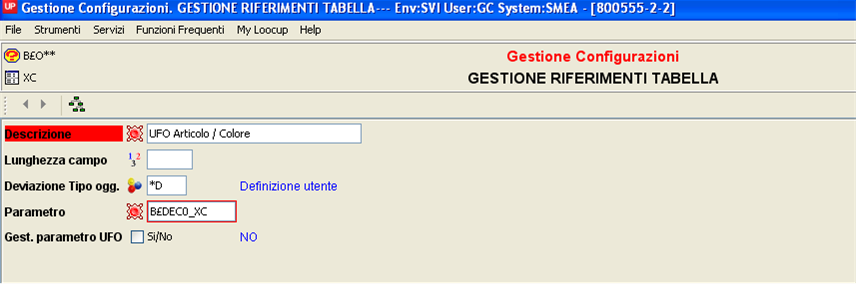 UP Gestione Configurazioni. GESTIONE RIFERIMENTI TABELLA--- Env:SVI User:GC System:SMEA - [800555-2-2]
File Strumenti Servizi Funzioni Frequenti My Loocup Help
B£O**
Gestione Configurazioni
XC
GESTIONE RIFERIMENTI TABELLA
Descrizione UFO Articolo / Colore
Lunghezza campo
Deviazione Tipo ogg. *D Definizione utente
Parametro B£DEC0_XC
Gest. parametro UFO Si/No NO